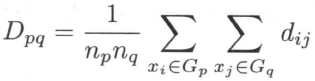 D_{pq} = \frac{1}{n_p n_q} \sum_{x_i \in G_p} \sum_{x_j \in G_q} d_{ij}